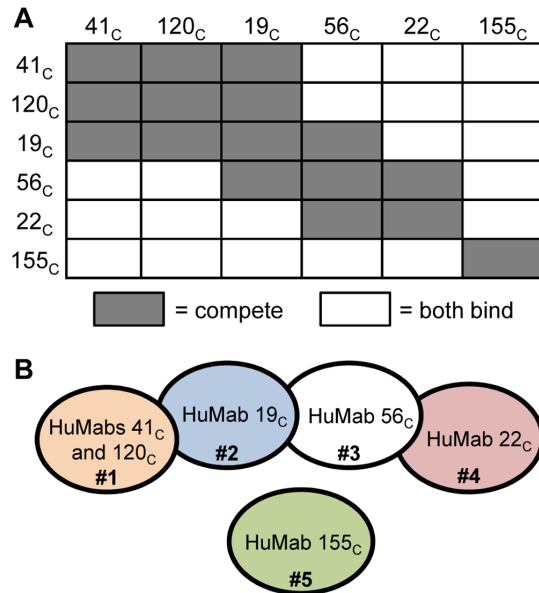 A
41C 120C 19C 56C 22C 155C
41C
120C
19C
56C
22C
155C
= compete = both bind
B
HuMabs 41C
and 120C
#1
HuMab 19C
#2
HuMab 56C
#3
HuMab 22C
#4
HuMab 155C
#5